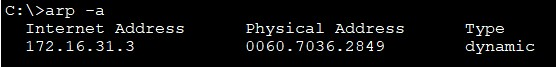 C:\>arp -a
Internet Address Physical Address Type
172.16.31.3 0060.7036.2849 dynamic